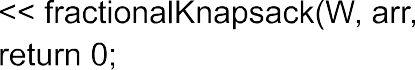 << fractionalKnapsack(W, arr,
return 0;